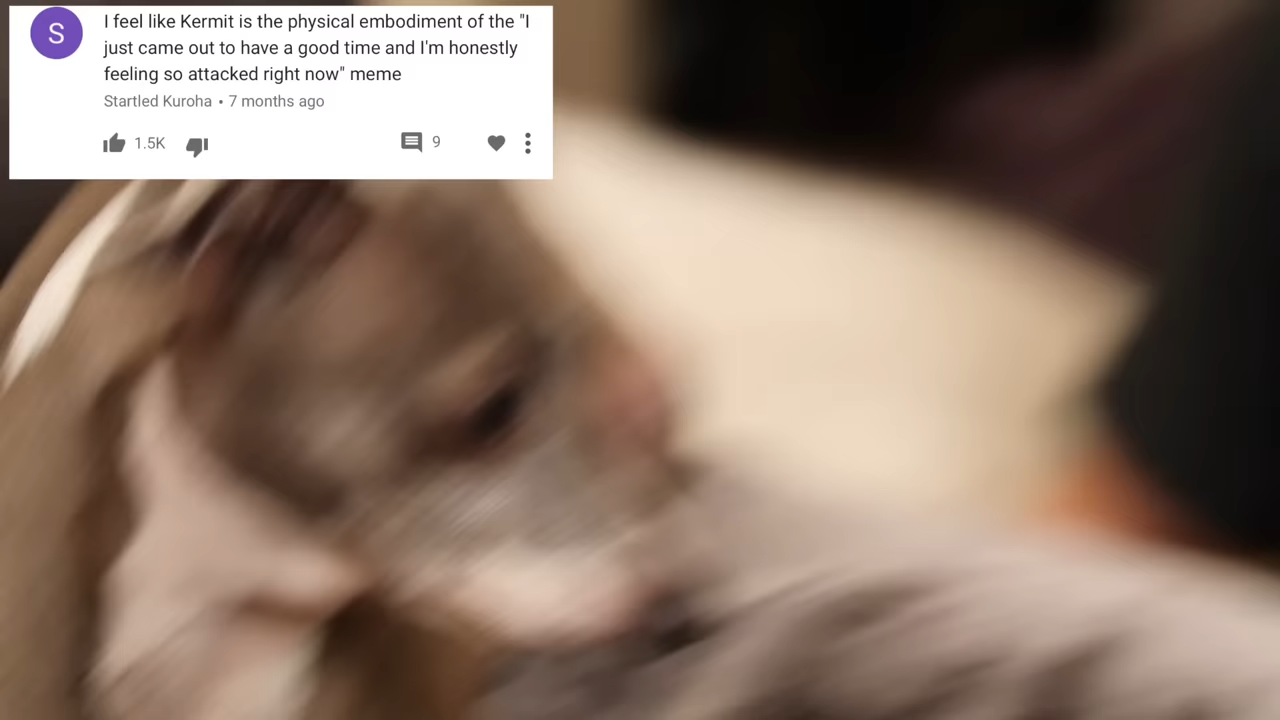 S
I feel like Kermit is the physical embodiment of the "I
just came out to have a good time and I'm honestly
feeling so attacked right now" meme
Startled Kuroha • 7 months ago
1.5K
9